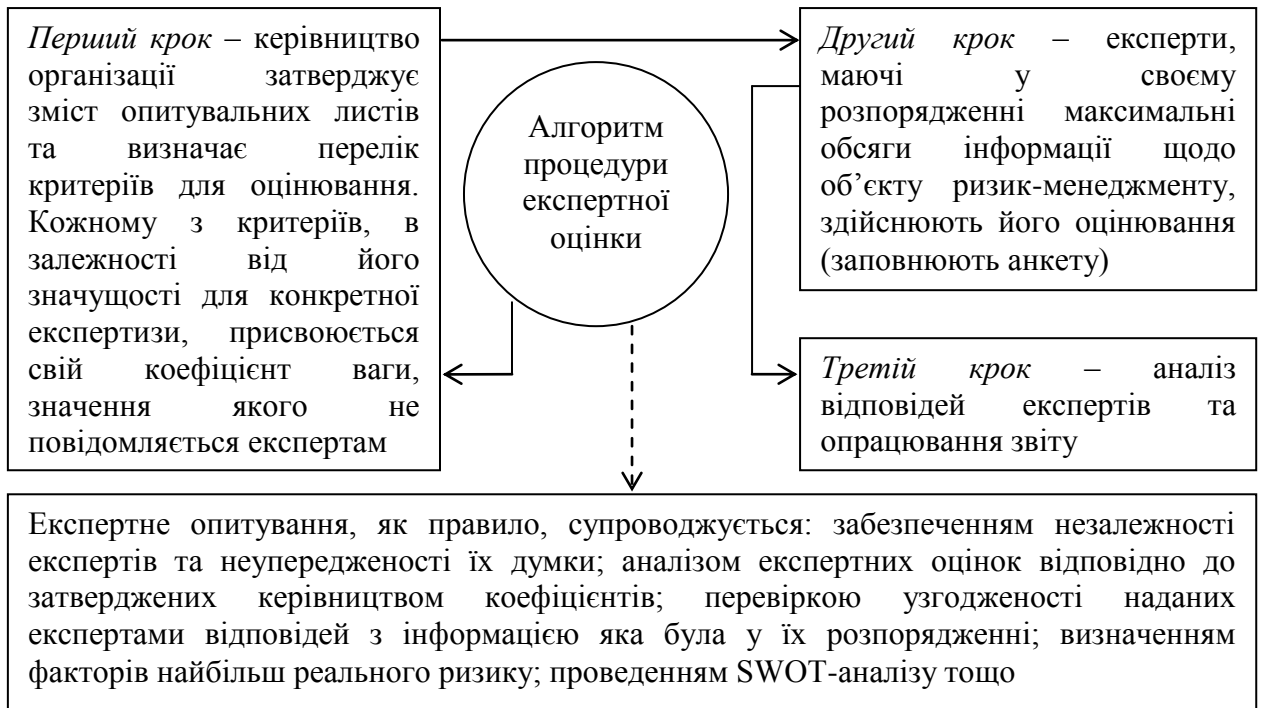 Перший крок – керівництво
організації затверджує
зміст опитувальних листів
та визначає перелік
критеріїв для оцінювання.
Кожному з критеріїв, в
залежності від його
значущості для конкретної
експертизи, присвоюється
свій коефіцієнт ваги,
значення якого не
повідомляється експертам
Алгоритм
процедури
експертної
оцінки
Другий крок – експерти,
маючі у своєму
розпорядженні максимальні
обсяги інформації щодо
об’єкту ризик-менеджменту,
здійснюють його оцінювання
(заповнюють анкету)
Третій крок – аналіз
відповідей експертів та
опрацювання звіту
Експертне опитування, як правило, супроводжується: забезпеченням незалежності
експертів та неупередженості їх думки; аналізом експертних оцінок відповідно до
затверджених керівництвом коефіцієнтів; перевіркою узгодженості наданих
експертами відповідей з інформацією яка була у їх розпорядженні; визначенням
факторів найбільш реального ризику; проведенням SWOT-аналізу тощо